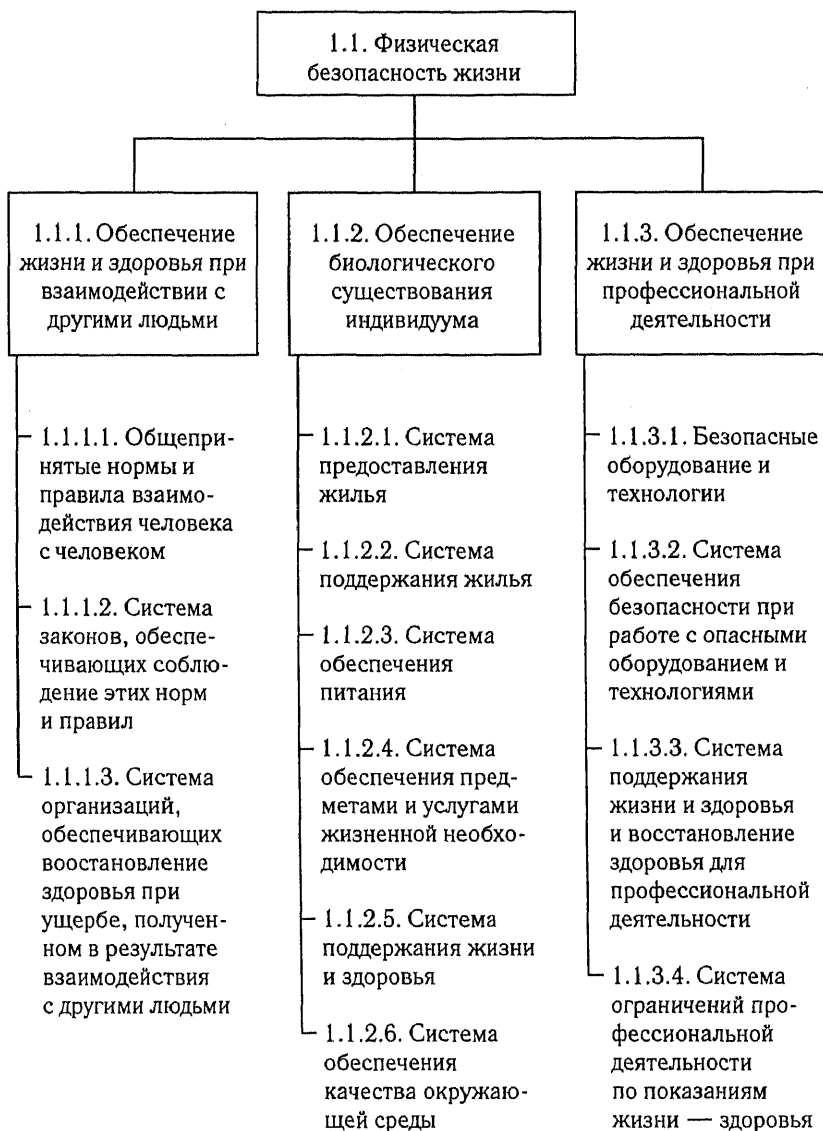 1.1. Физическая
безопасность жизни
1.1.1. Обеспечение
жизни и здоровья при
взаимодействии с
другими людьми
1.1.1.1. Общепри-
нятые нормы и
правила взаимо-
действия человека
с человеком
1.1.1.2. Система
законов, обеспе-
чивающих соблю-
дение этих норм
и правил
1.1.1.3. Система
организаций,
обеспечивающих
воостановление
здоровья при
ущербе, получен-
ном в результате
взаимодействия
с другими людьми
1.1.2. Обеспечение
биологического
существования
индивидуума
1.1.2.1. Система
предоставления
жилья
1.1.2.2. Система
поддержания жилья
1.1.2.3. Система
обеспечения
питания
1.1.2.4. Система
обеспечения пред-
метами и услугами
жизненной необхо-
димости
1.1.2.5. Система
поддержания жизни
и здоровья
1.1.2.6. Система
обеспечения
качества окружаю-
щей среды
1.1.3. Обеспечение
жизни и здоровья при
профессиональной
деятельности
1.1.3.1. Безопасные
оборудование и
технологии
1.1.3.2. Система
обеспечения
безопасности при
работе с опасными
оборудованием и
технологиями
1.1.3.3. Система
поддержания
жизни и здоровья
и восстановление
здоровья для
профессиональной
деятельности
1.1.3.4. Система
ограничений про-
фессиональной
деятельности
по показаниям
жизни — здоровья